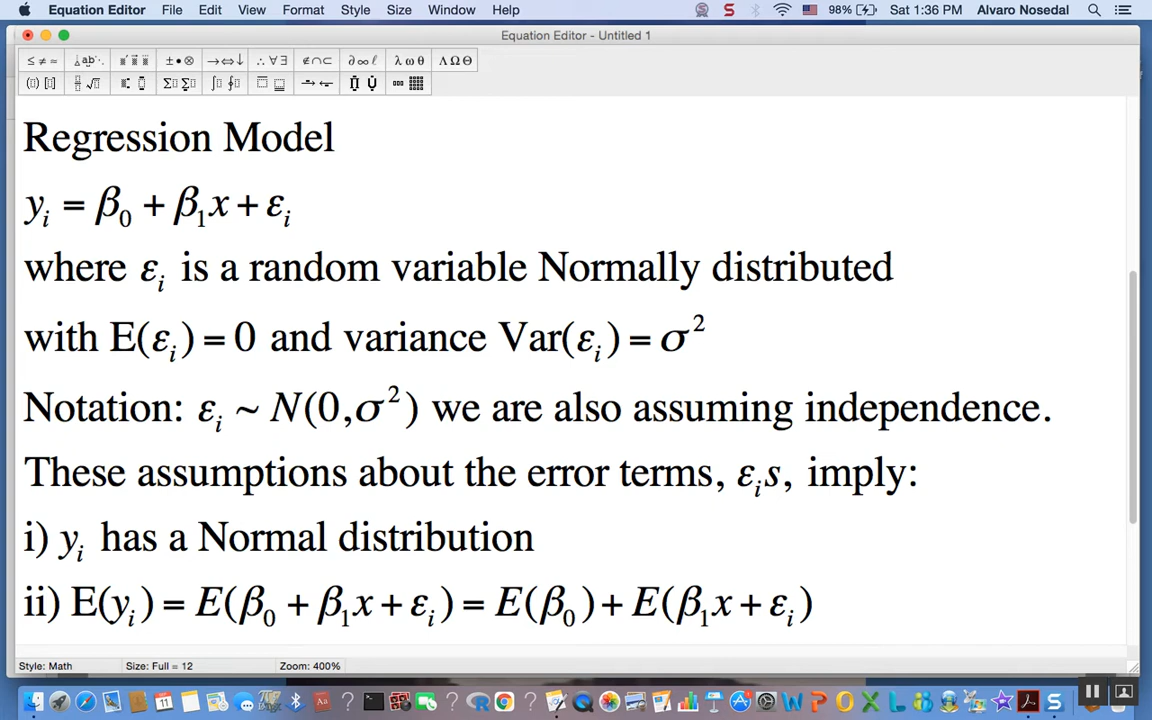 Equation Editor File Edit View Format Style Size Window Help 98% Sat 1:36 PM Alvaro Nosedal
Equation Editor - Untitled 1
Regression Model
yᵢ = β₀ + β₁x + εᵢ
where εᵢ is a random variable Normally distributed
with E(εᵢ) = 0 and variance Var(εᵢ) = σ²
Notation: εᵢ ~ N(0,σ²) we are also assuming independence.
These assumptions about the error terms, εᵢs, imply:
i) yᵢ has a Normal distribution
ii) E(yᵢ) = E(β₀ + β₁x + εᵢ) = E(β₀) + E(β₁x + εᵢ)
Style: Math Size: Full = 12 Zoom: 400%